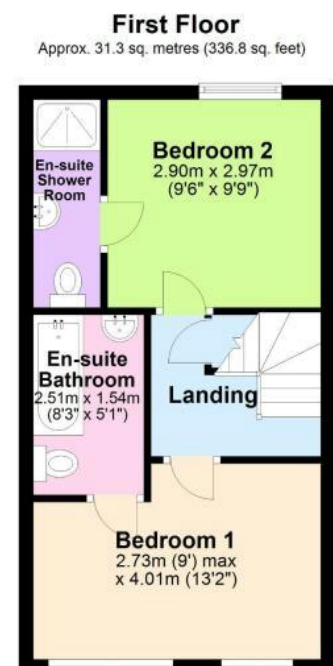 First Floor
Approx. 31.3 sq. metres (336.8 sq. feet)
En-suite
Shower
Room
Bedroom 2
2.90m x 2.97m
(9'6" x 9'9")
En-suite
Bathroom
2.51m x 1.54m
(8'3" x 5'1")
Landing
Bedroom 1
2.73m (9') max
x 4.01m (13'2")